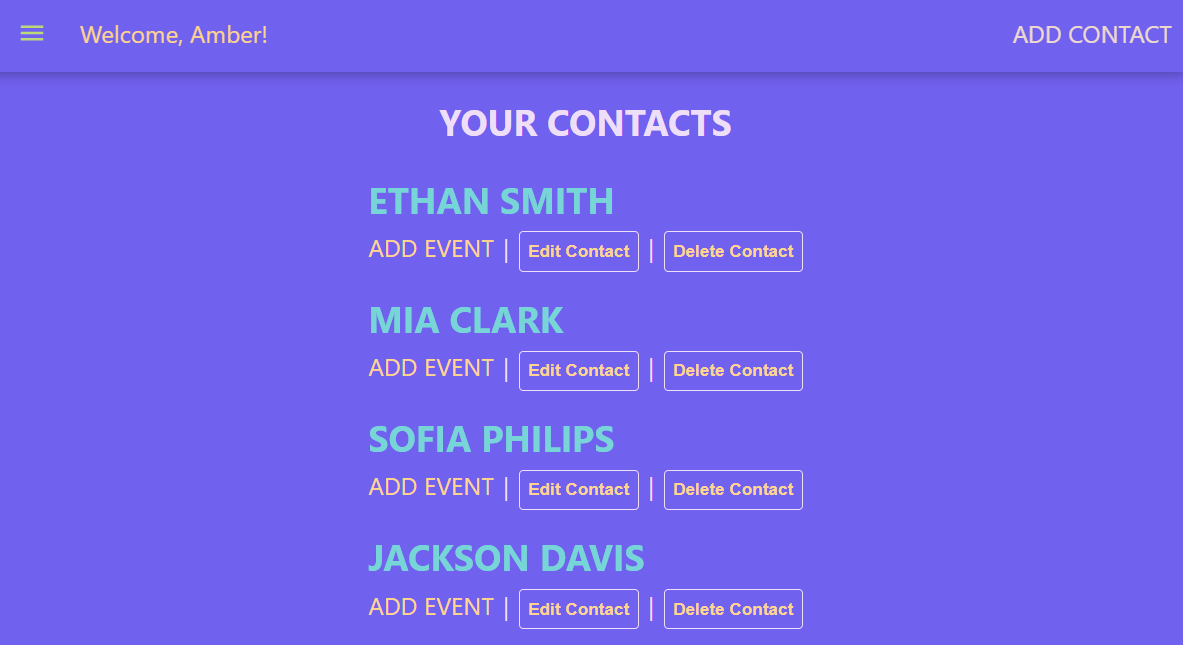 Welcome, Amber! ADD CONTACT
YOUR CONTACTS
ETHAN SMITH
ADD EVENT | Edit Contact | Delete Contact
MIA CLARK
ADD EVENT | Edit Contact | Delete Contact
SOFIA PHILIPS
ADD EVENT | Edit Contact | Delete Contact
JACKSON DAVIS
ADD EVENT | Edit Contact | Delete Contact